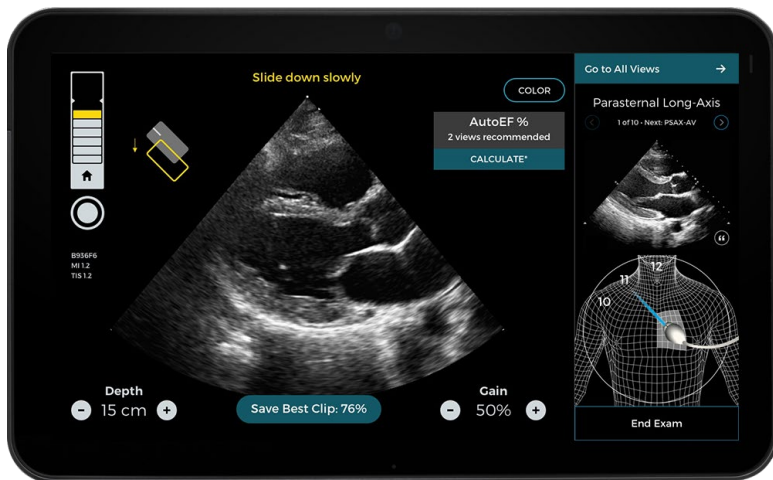 Slide down slowly
COLOR
AutoEF %
2 views recommended
CALCULATE*
B936F6
MI 1.2
TIS 1.2
Depth
- 15 cm +
Save Best Clip: 76%
Gain
- 50% +
Go to All Views →
Parasternal Long-Axis
1 of 10 - Next: PSAX-AV
12
11
10
End Exam